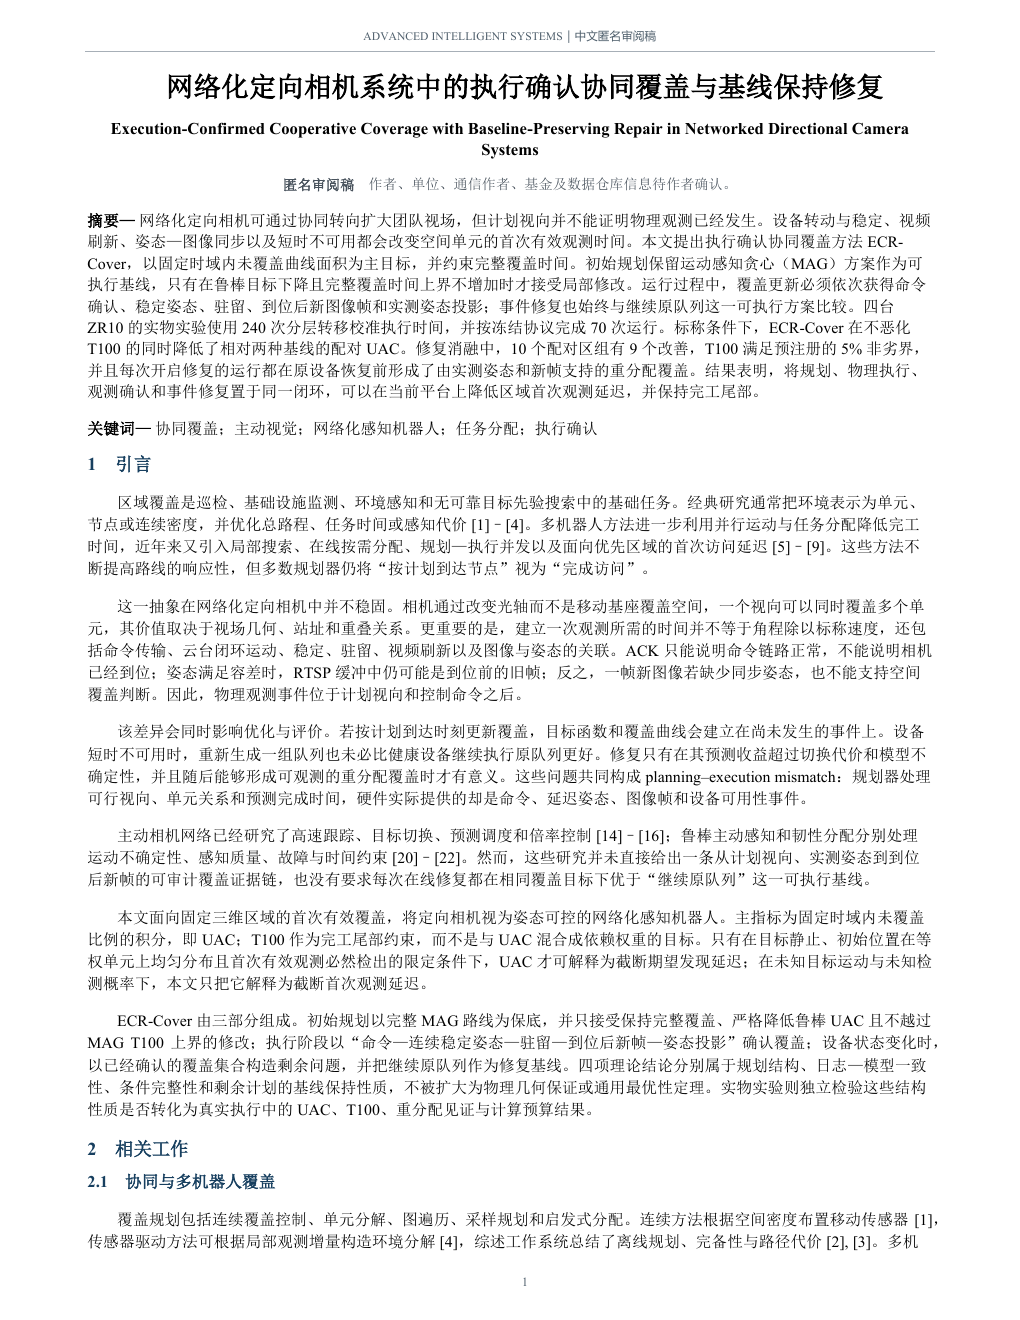 ADVANCED INTELLIGENT SYSTEMS | 中文匿名审阅稿
网络化定向相机系统中的执行确认协同覆盖与基线保持修复
Execution-Confirmed Cooperative Coverage with Baseline-Preserving Repair in Networked Directional Camera
Systems
匿名审阅稿 作者、单位、通信作者、基金及数据仓库信息待作者确认。
摘要— 网络化定向相机可通过协同转向扩大团队视场，但计划视向并不能证明物理观测已经发生。设备转动与稳定、视频
刷新、姿态—图像同步以及短时不可用都会改变空间单元的首次有效观测时间。本文提出执行确认协同覆盖方法 ECR-
Cover，以固定时域内未覆盖曲线面积为主目标，并约束完整覆盖时间。初始规划保留运动感知贪心（MAG）方案作为可
执行基线，只有在鲁棒目标下降且完整覆盖时间上界不增加时才接受局部修改。运行过程中，覆盖更新必须依次获得命令
确认、稳定姿态、驻留、到位后新图像帧和实测姿态投影；事件修复也始终与继续原队列这一可执行方案比较。四台
ZR10 的实物实验使用 240 次分层转移校准执行时间，并按冻结协议完成 70 次运行。标称条件下，ECR-Cover 在不恶化
T100 的同时降低了相对两种基线的配对 UAC。修复消融中，10 个配对区组有 9 个改善，T100 满足预注册的 5% 非劣界，
并且每次开启修复的运行都在原设备恢复前形成了由实测姿态和新帧支持的重分配覆盖。结果表明，将规划、物理执行、
观测确认和事件修复置于同一闭环，可以在当前平台上降低区域首次观测延迟，并保持完工尾部。
关键词— 协同覆盖；主动视觉；网络化感知机器人；任务分配；执行确认
1 引言
区域覆盖是巡检、基础设施监测、环境感知和无可靠目标先验搜索中的基础任务。经典研究通常把环境表示为单元、
节点或连续密度，并优化总路程、任务时间或感知代价 [1]–[4]。多机器人方法进一步利用并行运动与任务分配降低完工
时间，近年来又引入局部搜索、在线按需分配、规划—执行并发以及面向优先区域的首次访问延迟 [5]–[9]。这些方法不
断提高路线的响应性，但多数规划器仍将“按计划到达节点”视为“完成访问”。
这一抽象在网络化定向相机中并不稳固。相机通过改变光轴而不是移动基座覆盖空间，一个视向可以同时覆盖多个单
元，其价值取决于视场几何、站址和重叠关系。更重要的是，建立一次观测所需的时间并不等于角程除以标称速度，还包
括命令传输、云台闭环运动、稳定、驻留、视频刷新以及图像与姿态的关联。ACK 只能说明命令链路正常，不能说明相机
已经到位；姿态满足容差时，RTSP 缓冲中仍可能是到位前的旧帧；反之，一帧新图像若缺少同步姿态，也不能支持空间
覆盖判断。因此，物理观测事件位于计划视向和控制命令之后。
该差异会同时影响优化与评价。若按计划到达时刻更新覆盖，目标函数和覆盖曲线会建立在尚未发生的事件上。设备
短时不可用时，重新生成一组队列也未必比健康设备继续执行原队列更好。修复只有在其预测收益超过切换代价和模型不
确定性，并且随后能够形成可观测的重分配覆盖时才有意义。这些问题共同构成 planning–execution mismatch：规划器处理
可行视向、单元关系和预测完成时间，硬件实际提供的却是命令、延迟姿态、图像帧和设备可用性事件。
主动相机网络已经研究了高速跟踪、目标切换、预测调度和倍率控制 [14]–[16]；鲁棒主动感知和韧性分配分别处理
运动不确定性、感知质量、故障与时间约束 [20]–[22]。然而，这些研究并未直接给出一条从计划视向、实测姿态到到位
后新帧的可审计覆盖证据链，也没有要求每次在线修复都在相同覆盖目标下优于“继续原队列”这一可执行基线。
本文面向固定三维区域的首次有效覆盖，将定向相机视为姿态可控的网络化感知机器人。主指标为固定时域内未覆盖
比例的积分，即 UAC；T100 作为完工尾部约束，而不是与 UAC 混合成依赖权重的目标。只有在目标静止、初始位置在等
权单元上均匀分布且首次有效观测必然检出的限定条件下，UAC 才可解释为截断期望发现延迟；在未知目标运动与未知检
测概率下，本文只把它解释为截断首次观测延迟。
ECR-Cover 由三部分组成。初始规划以完整 MAG 路线为保底，并只接受保持完整覆盖、严格降低鲁棒 UAC 且不越过
MAG T100 上界的修改；执行阶段以“命令—连续稳定姿态—驻留—到位后新帧—姿态投影”确认覆盖；设备状态变化时，
以已经确认的覆盖集合构造剩余问题，并把继续原队列作为修复基线。四项理论结论分别属于规划结构、日志—模型一致
性、条件完整性和剩余计划的基线保持性质，不被扩大为物理几何保证或通用最优性定理。实物实验则独立检验这些结构
性质是否转化为真实执行中的 UAC、T100、重分配见证与计算预算结果。
2 相关工作
2.1 协同与多机器人覆盖
覆盖规划包括连续覆盖控制、单元分解、图遍历、采样规划和启发式分配。连续方法根据空间密度布置移动传感器 [1]，
传感器驱动方法可根据局部观测增量构造环境分解 [4]，综述工作系统总结了离线规划、完备性与路径代价 [2], [3]。多机
1